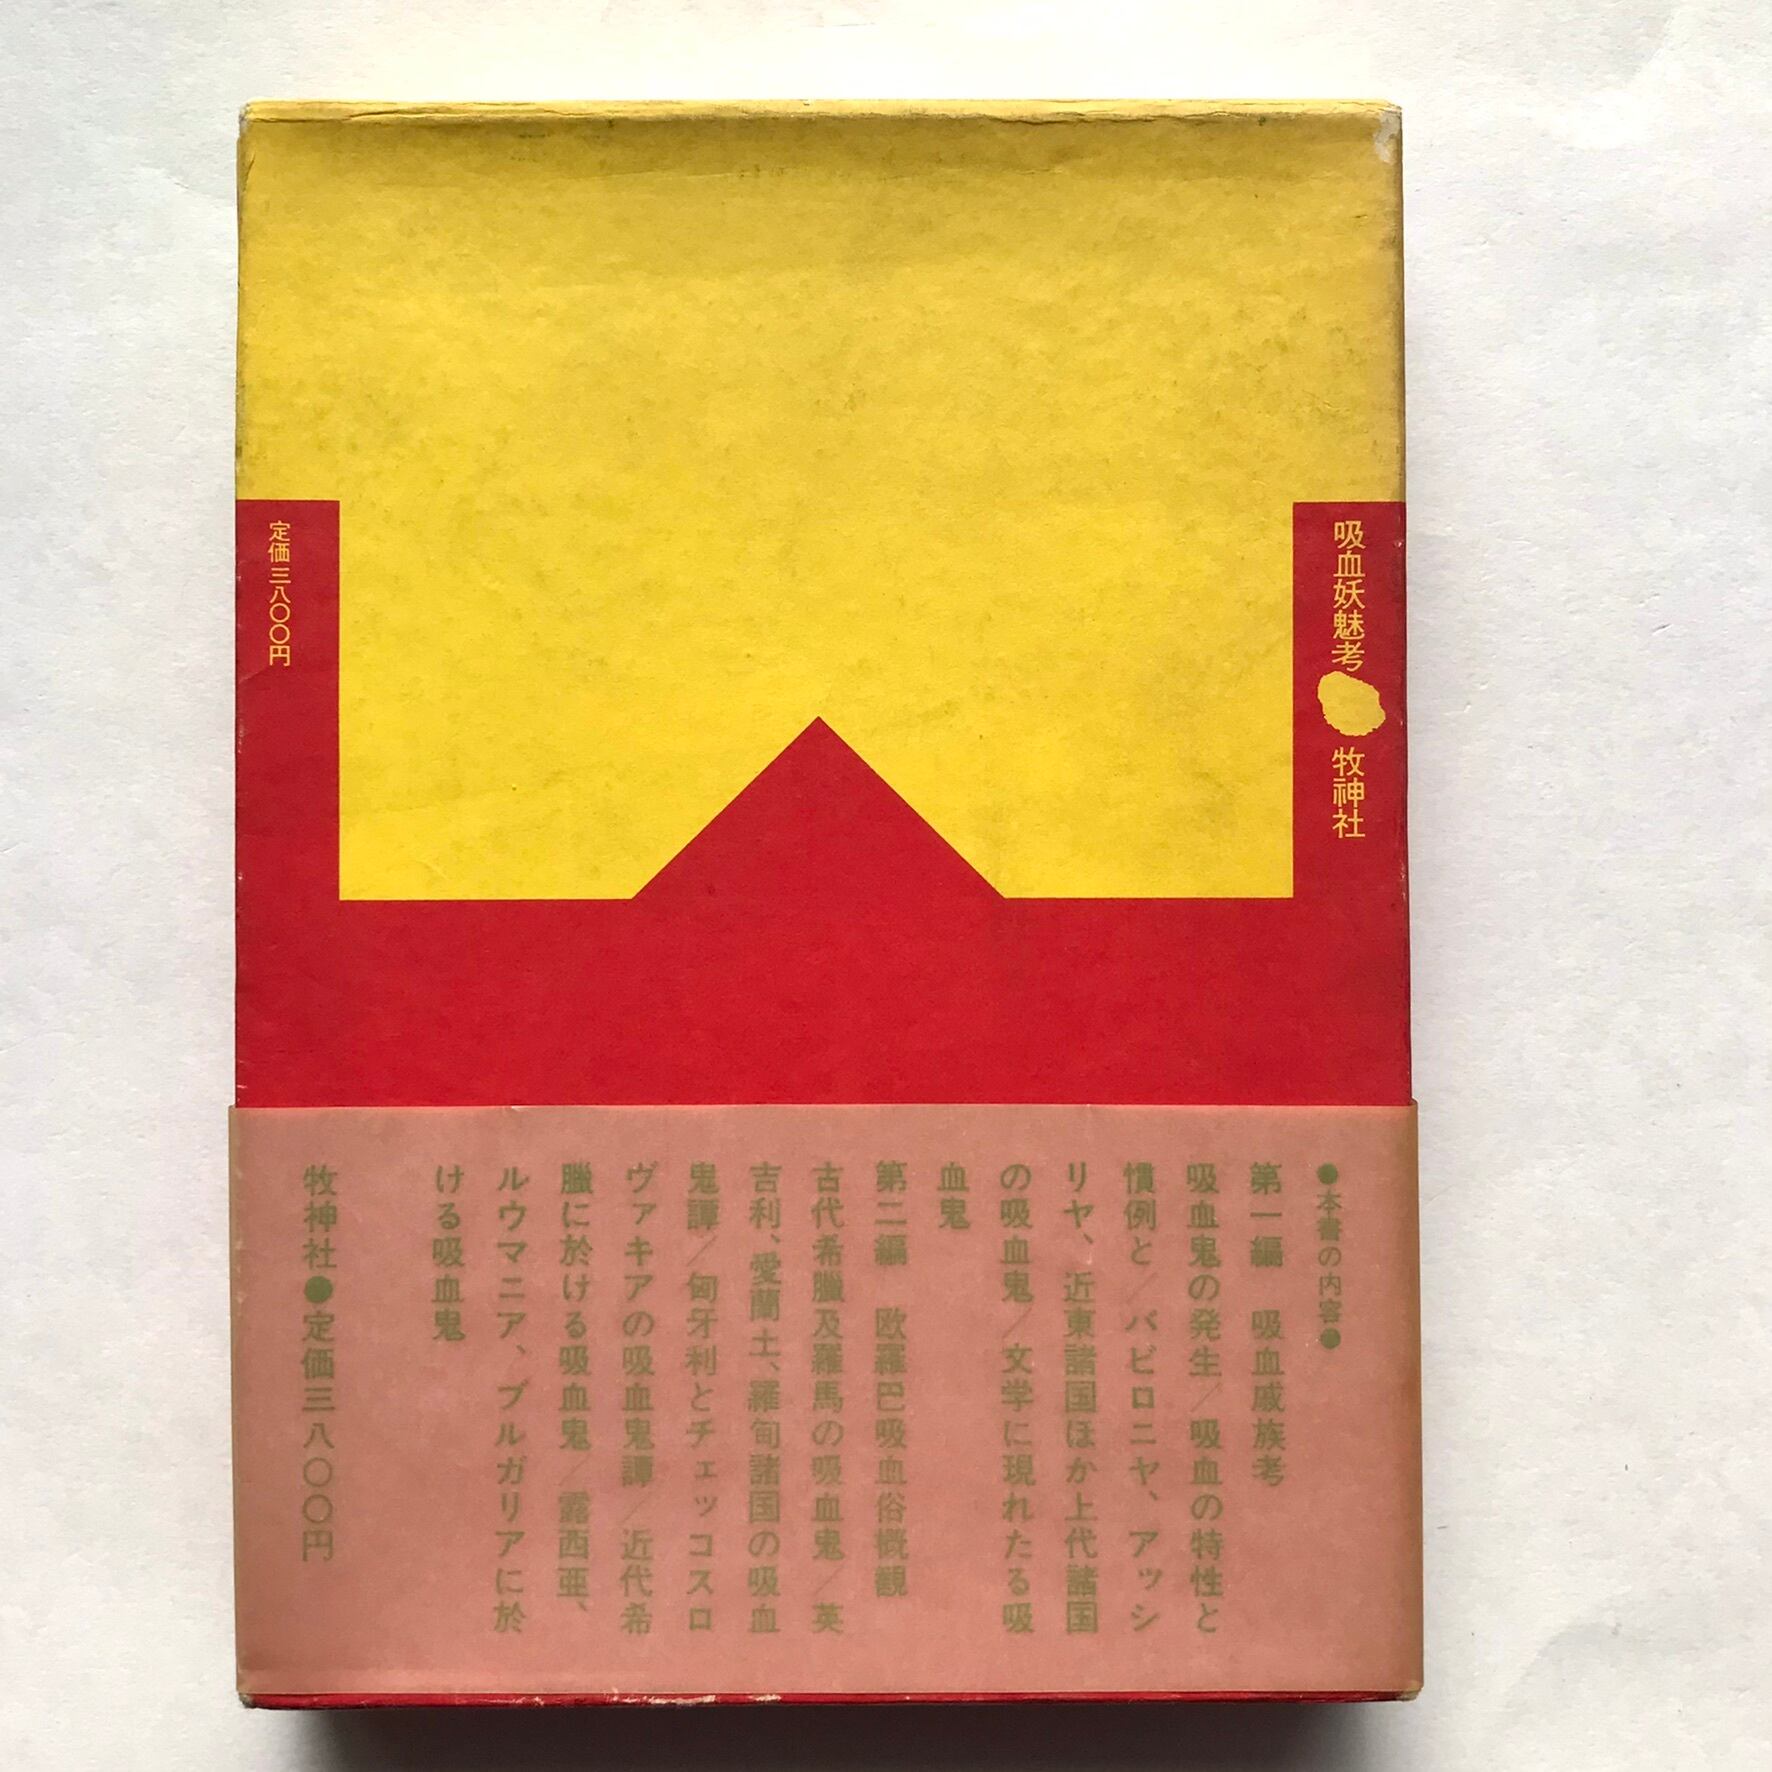 吸血妖魅考
牧神社
定価三八〇〇円
●本書の内容●
第一編　吸血戚族考
吸血鬼の発生／吸血の特性と
慣例と／バビロニヤ、アッシ
リヤ、近東諸国ほか上代諸国
の吸血鬼／文学に現れたる吸
血鬼
第二編　欧羅巴吸血俗概観
古代希臘及羅馬の吸血鬼／英
吉利、愛蘭土、羅甸諸国の吸血
鬼譚／匈牙利とチェッコスロ
ヴァキアの吸血鬼譚／近代希
臘に於ける吸血鬼／露西亜、
ルウマニア、ブルガリアに於
ける吸血鬼
牧神社●定価三八〇〇円